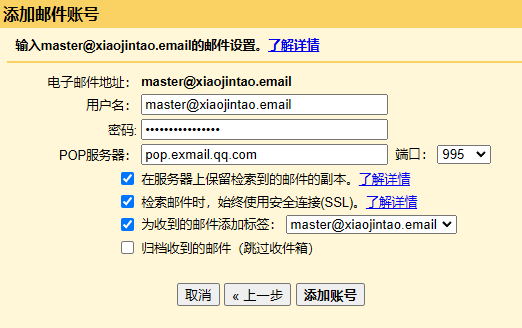 添加邮件账号
输入master@xiaojintao.email的邮件设置。了解详情
电子邮件地址： master@xiaojintao.email
用户名： master@xiaojintao.email
密码: ••••••••••••••••
POP服务器： pop.exmail.qq.com 端口： 995
在服务器上保留检索到的邮件的副本。了解详情
检索邮件时，始终使用安全连接(SSL)。了解详情
为收到的邮件添加标签： master@xiaojintao.email
归档收到的邮件（跳过收件箱）
取消 « 上一步 添加账号